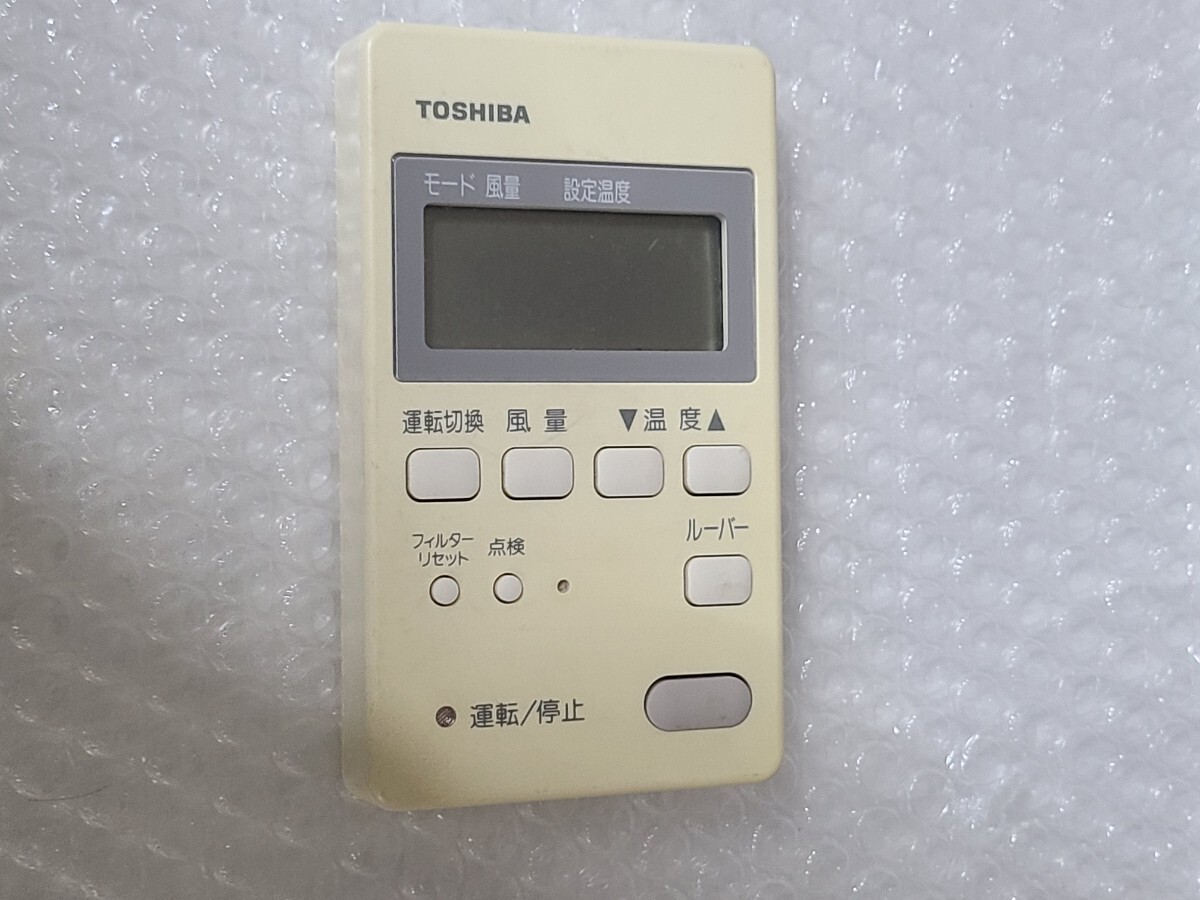 TOSHIBA
モード 風量 設定温度
運転切換 風量 ▼温度▲
フィルター
リセット
点検
ルーバー
運転/停止